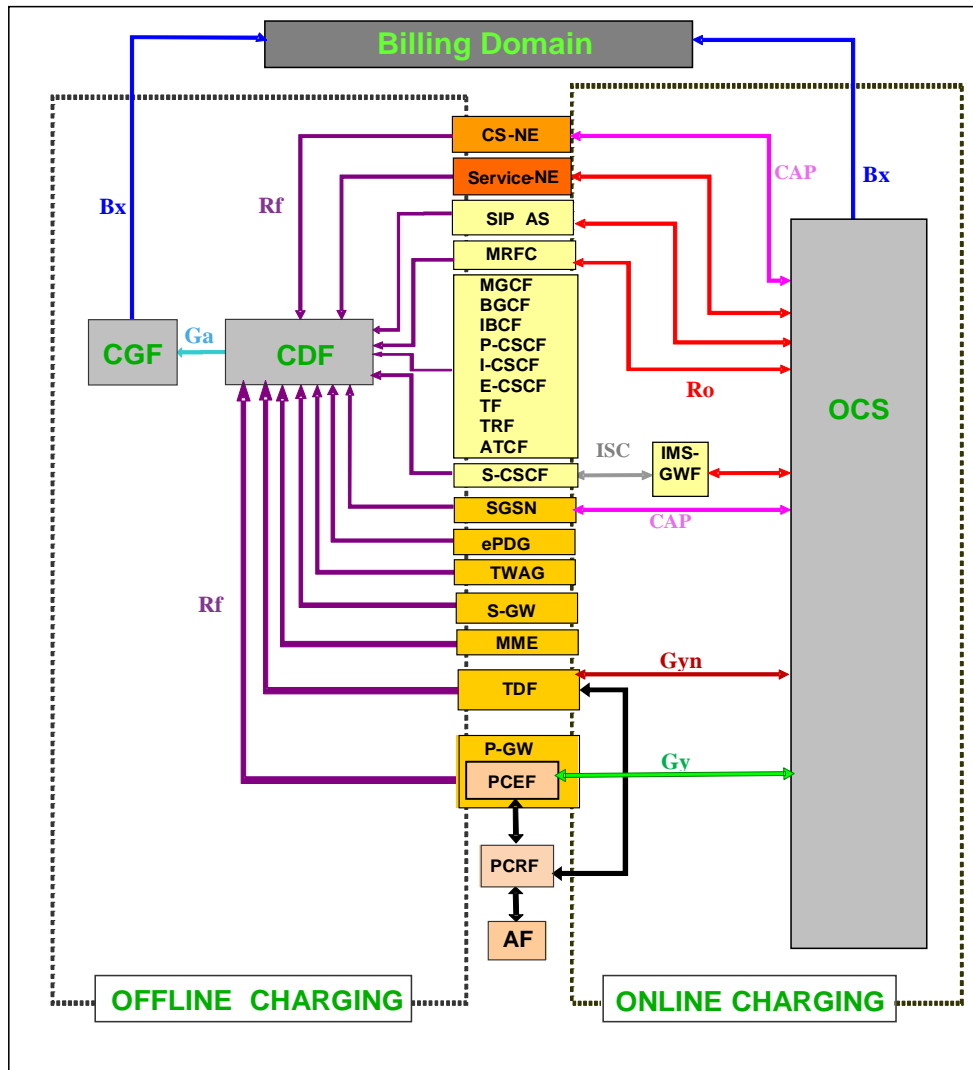 Billing Domain
CS-NE
CAP
Service-NE
Bx
Rf
Bx
SIP AS
MRFC
MGCF
BGCF
IBCF
P-CSCF
I-CSCF
E-CSCF
TF
TRF
ATCF
Ga
CGF
CDF
Ro
OCS
ISC
IMS-
GWF
S-CSCF
SGSN
CAP
ePDG
TWAG
Rf
S-GW
MME
Gyn
TDF
P-GW
Gy
PCEF
PCRF
AF
OFFLINE CHARGING
ONLINE CHARGING